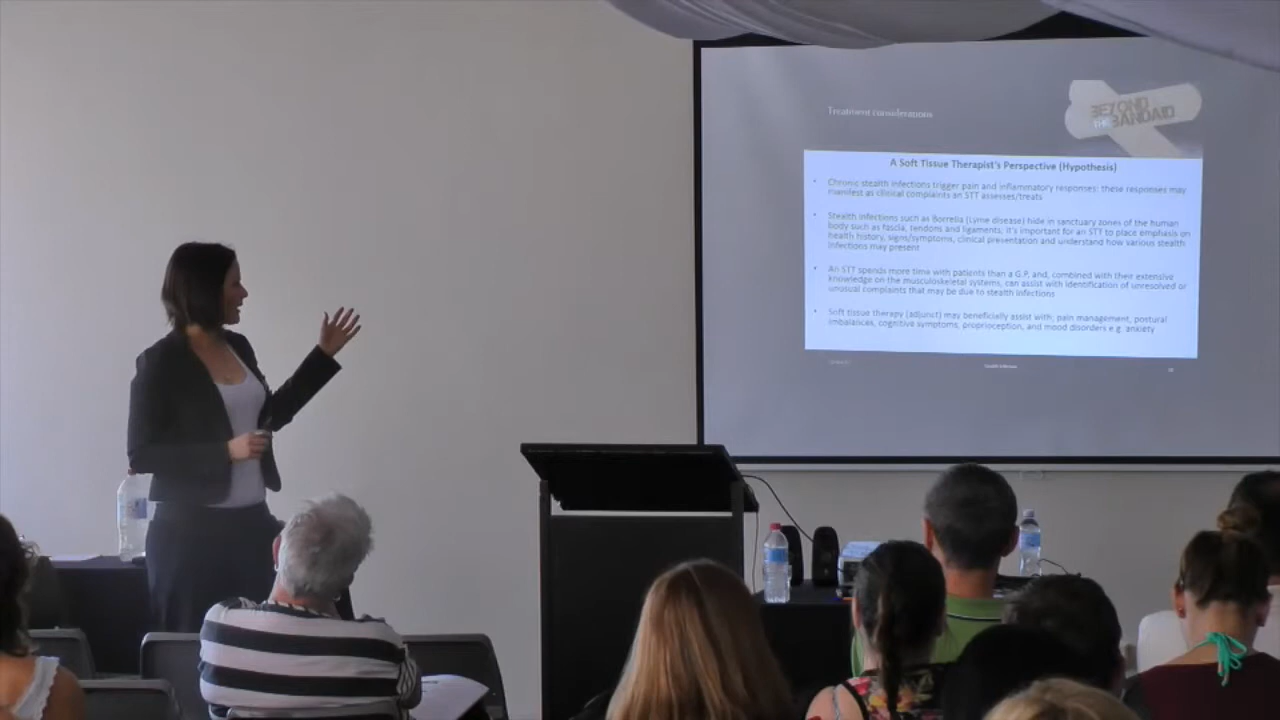 Treatment considerations
BEYOND
THE BANDAID
A Soft Tissue Therapist's Perspective (Hypothesis)
• Chronic stealth infections trigger pain and inflammatory responses: these responses may
manifest as clinical complaints an STT assesses/treats
• Stealth infections such as Borrelia (Lyme disease) hide in sanctuary zones of the human
body such as fascia, tendons and ligaments; it's important for an STT to place emphasis on
health history, signs/symptoms, clinical presentation and understand how various stealth
infections may present
• An STT spends more time with patients than a G.P, and, combined with their extensive
knowledge on the musculoskeletal systems, can assist with identification of unresolved or
unusual complaints that may be due to stealth infections
• Soft tissue therapy (adjunct) may beneficially assist with; pain management, postural
imbalances, cognitive symptoms, proprioception, and mood disorders e.g. anxiety